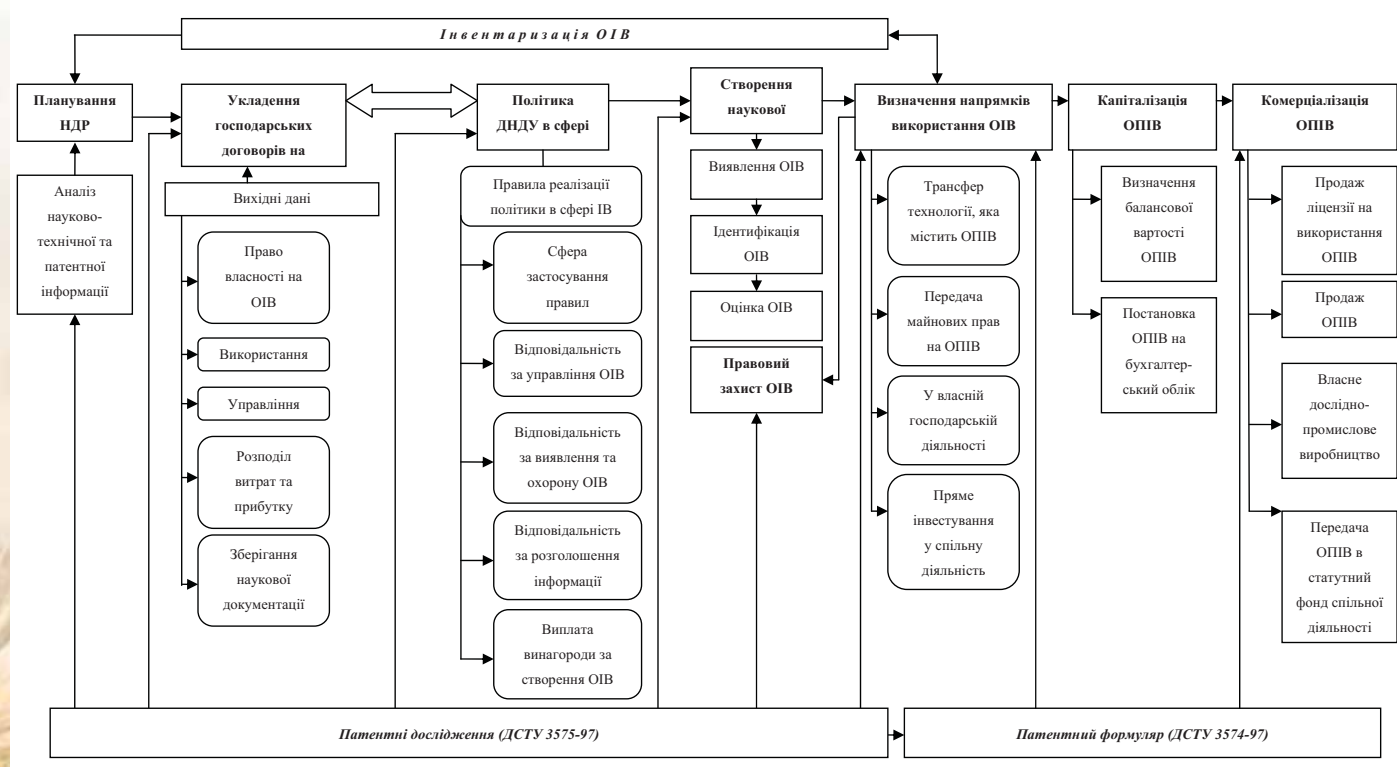 Інвентаризація ОІВ
Планування
НДР
Укладення
господарських
договорів на
Політика
ДНДУ в сфері
Створення
наукової
Визначення напрямків
використання ОІВ
Капіталізація
ОПІВ
Комерціалізація
ОПІВ
Аналіз
науково-
технічної та
патентної
інформації
Вихідні дані
Право
власності на
ОІВ
Використання
Управління
Розподіл
витрат та
прибутку
Зберігання
наукової
документації
Правила реалізації
політики в сфері ІВ
Сфера
застосування
правил
Відповідальність
за управління ОІВ
Відповідальність
за виявлення та
охорону ОІВ
Відповідальність
за розголошення
інформації
Виплата
винагороди за
створення ОІВ
Виявлення ОІВ
Ідентифікація
ОІВ
Оцінка ОІВ
Правовий
захист ОІВ
Трансфер
технології, яка
містить ОПІВ
Передача
майнових прав
на ОПІВ
У власній
господарській
діяльності
Пряме
інвестування
у спільну
діяльність
Визначення
балансової
вартості
ОПІВ
Постановка
ОПІВ на
бухгалтер-
ський облік
Продаж
ліцензії на
використання
ОПІВ
Продаж
ОПІВ
Власне
дослідно-
промислове
виробництво
Передача
ОПІВ в
статутний
фонд спільної
діяльності
Патентні дослідження (ДСТУ 3575-97)
Патентний формуляр (ДСТУ 3574-97)